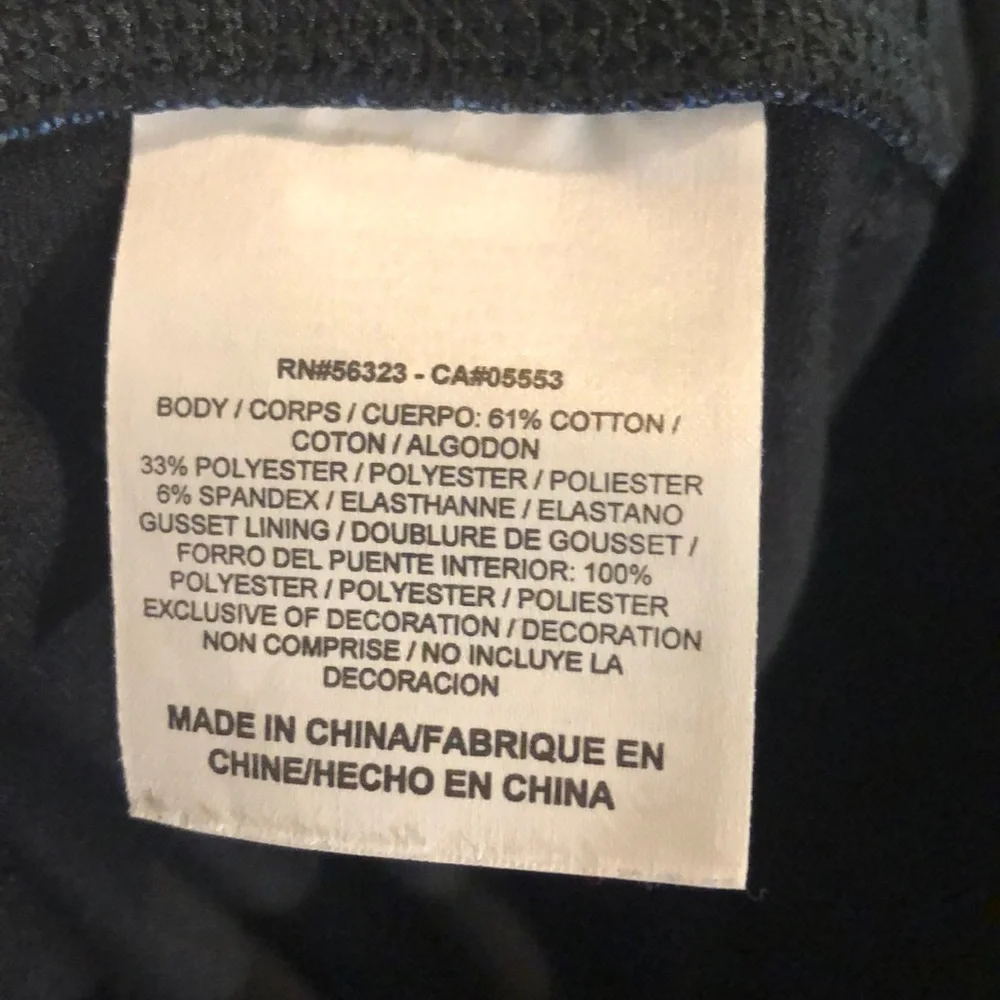 RN#56323 - CA#05553
BODY / CORPS / CUERPO: 61% COTTON /
COTON / ALGODON
33% POLYESTER / POLYESTER / POLIESTER
6% SPANDEX / ELASTHANNE / ELASTANO
GUSSET LINING / DOUBLURE DE GOUSSET /
FORRO DEL PUENTE INTERIOR: 100%
POLYESTER / POLYESTER / POLIESTER
EXCLUSIVE OF DECORATION / DECORATION
NON COMPRISE / NO INCLUYE LA
DECORACION
MADE IN CHINA/FABRIQUE EN
CHINE/HECHO EN CHINA